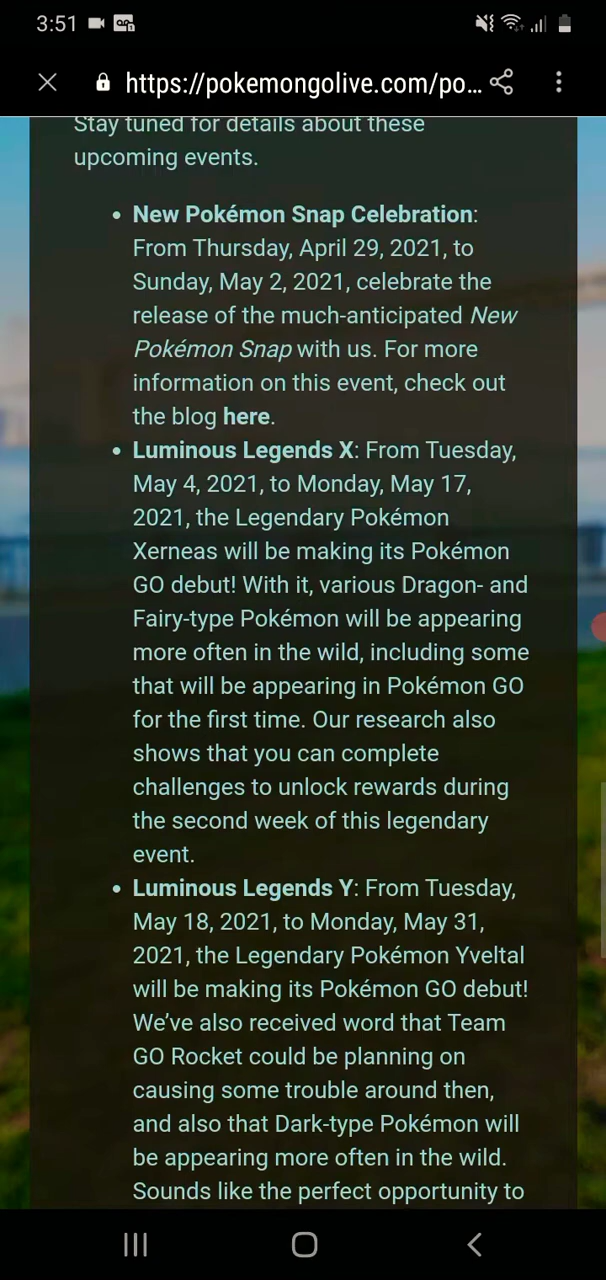 3:51
https://pokemongolive.com/po...
Stay tuned for details about these
upcoming events.
• New Pokémon Snap Celebration:
From Thursday, April 29, 2021, to
Sunday, May 2, 2021, celebrate the
release of the much-anticipated New
Pokémon Snap with us. For more
information on this event, check out
the blog here.
• Luminous Legends X: From Tuesday,
May 4, 2021, to Monday, May 17,
2021, the Legendary Pokémon
Xerneas will be making its Pokémon
GO debut! With it, various Dragon- and
Fairy-type Pokémon will be appearing
more often in the wild, including some
that will be appearing in Pokémon GO
for the first time. Our research also
shows that you can complete
challenges to unlock rewards during
the second week of this legendary
event.
• Luminous Legends Y: From Tuesday,
May 18, 2021, to Monday, May 31,
2021, the Legendary Pokémon Yveltal
will be making its Pokémon GO debut!
We’ve also received word that Team
GO Rocket could be planning on
causing some trouble around then,
and also that Dark-type Pokémon will
be appearing more often in the wild.
Sounds like the perfect opportunity to